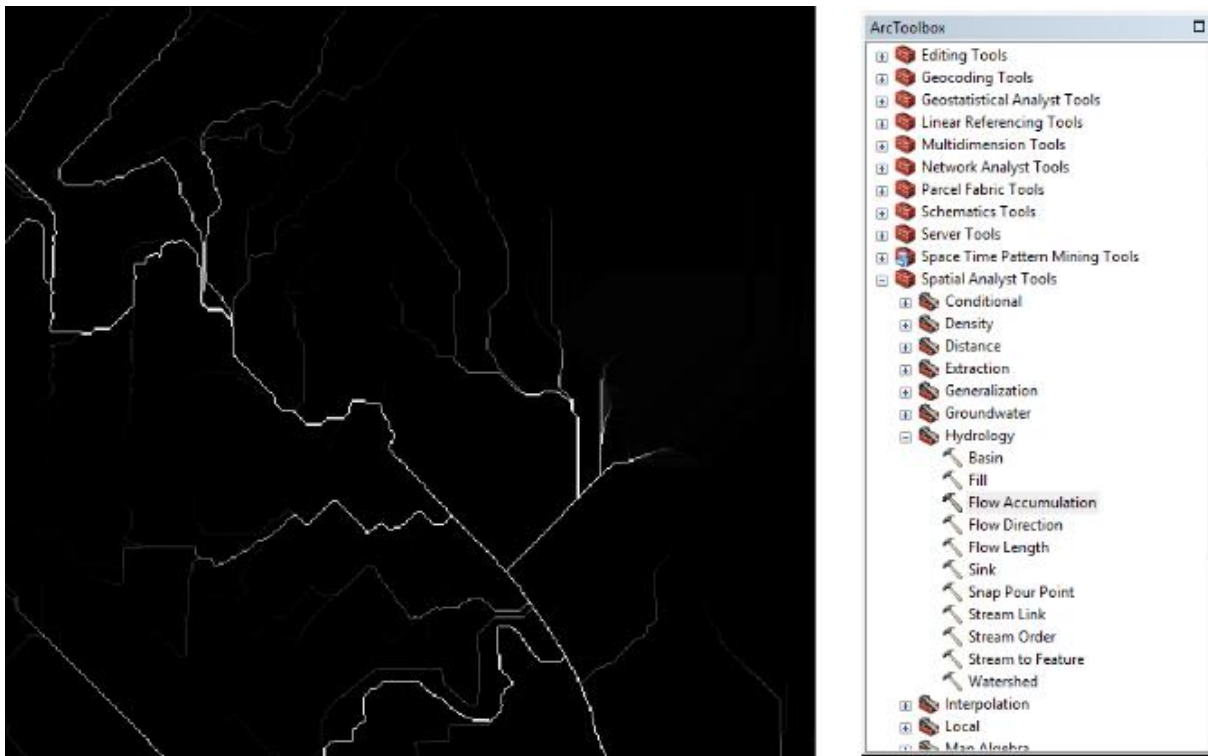 ArcToolbox
Editing Tools
Geocoding Tools
Geostatistical Analyst Tools
Linear Referencing Tools
Multidimension Tools
Network Analyst Tools
Parcel Fabric Tools
Schematics Tools
Server Tools
Space Time Pattern Mining Tools
Spatial Analyst Tools
Conditional
Density
Distance
Extraction
Generalization
Groundwater
Hydrology
Basin
Fill
Flow Accumulation
Flow Direction
Flow Length
Sink
Snap Pour Point
Stream Link
Stream Order
Stream to Feature
Watershed
Interpolation
Local
Map Algebra